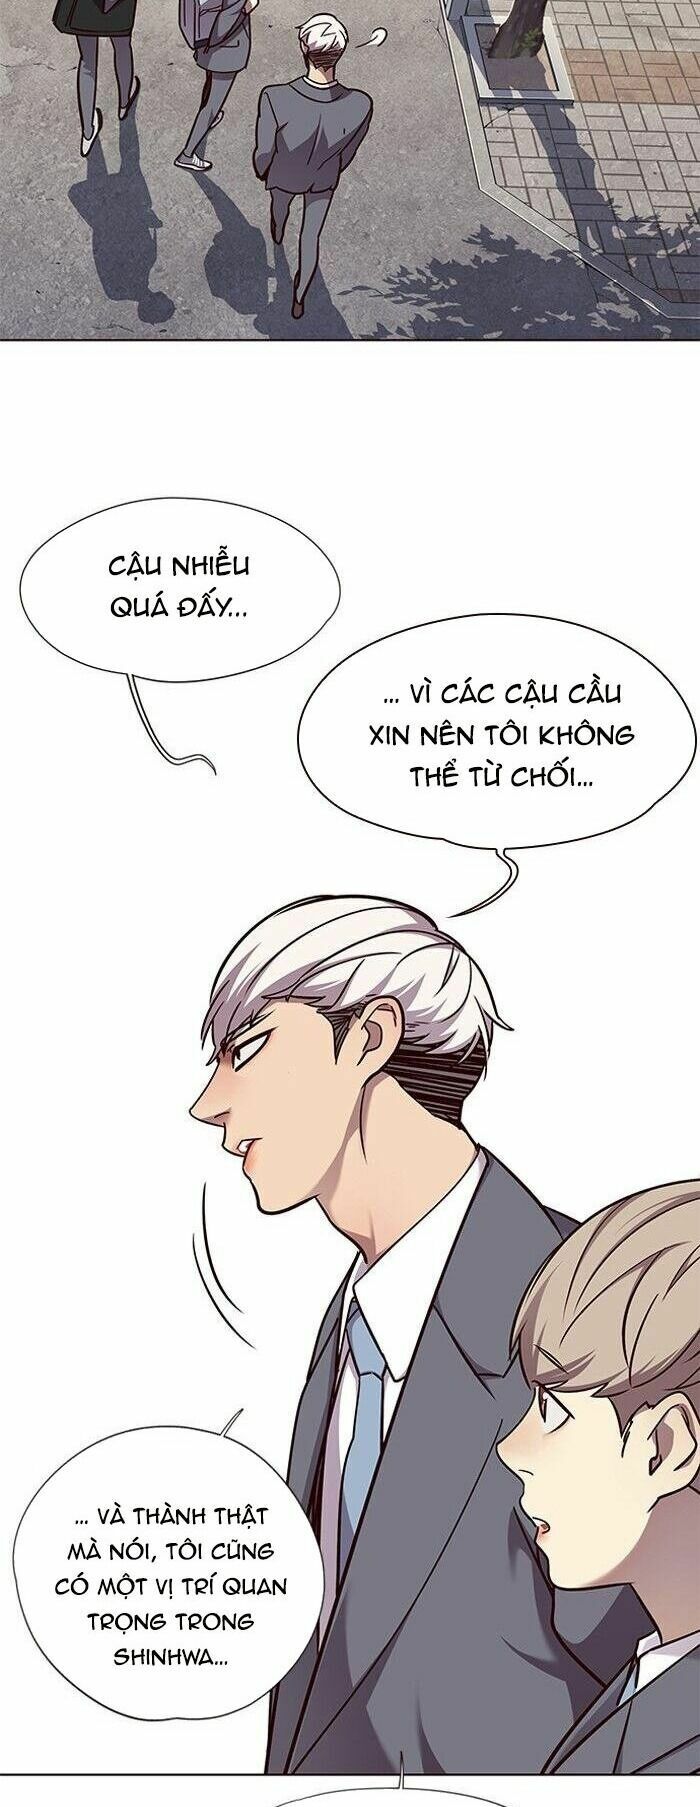 CẬU NHIỄU
QUÁ ĐẤY...
... VÌ CÁC CẬU CẦU
XIN NÊN TÔI KHÔNG
THỂ TỪ CHỐI...
... VÀ THÀNH THẬT
MÀ NÓI, TÔI CŨNG
CÓ MỘT VỊ TRÍ QUAN
TRỌNG TRONG
SHINHWA...